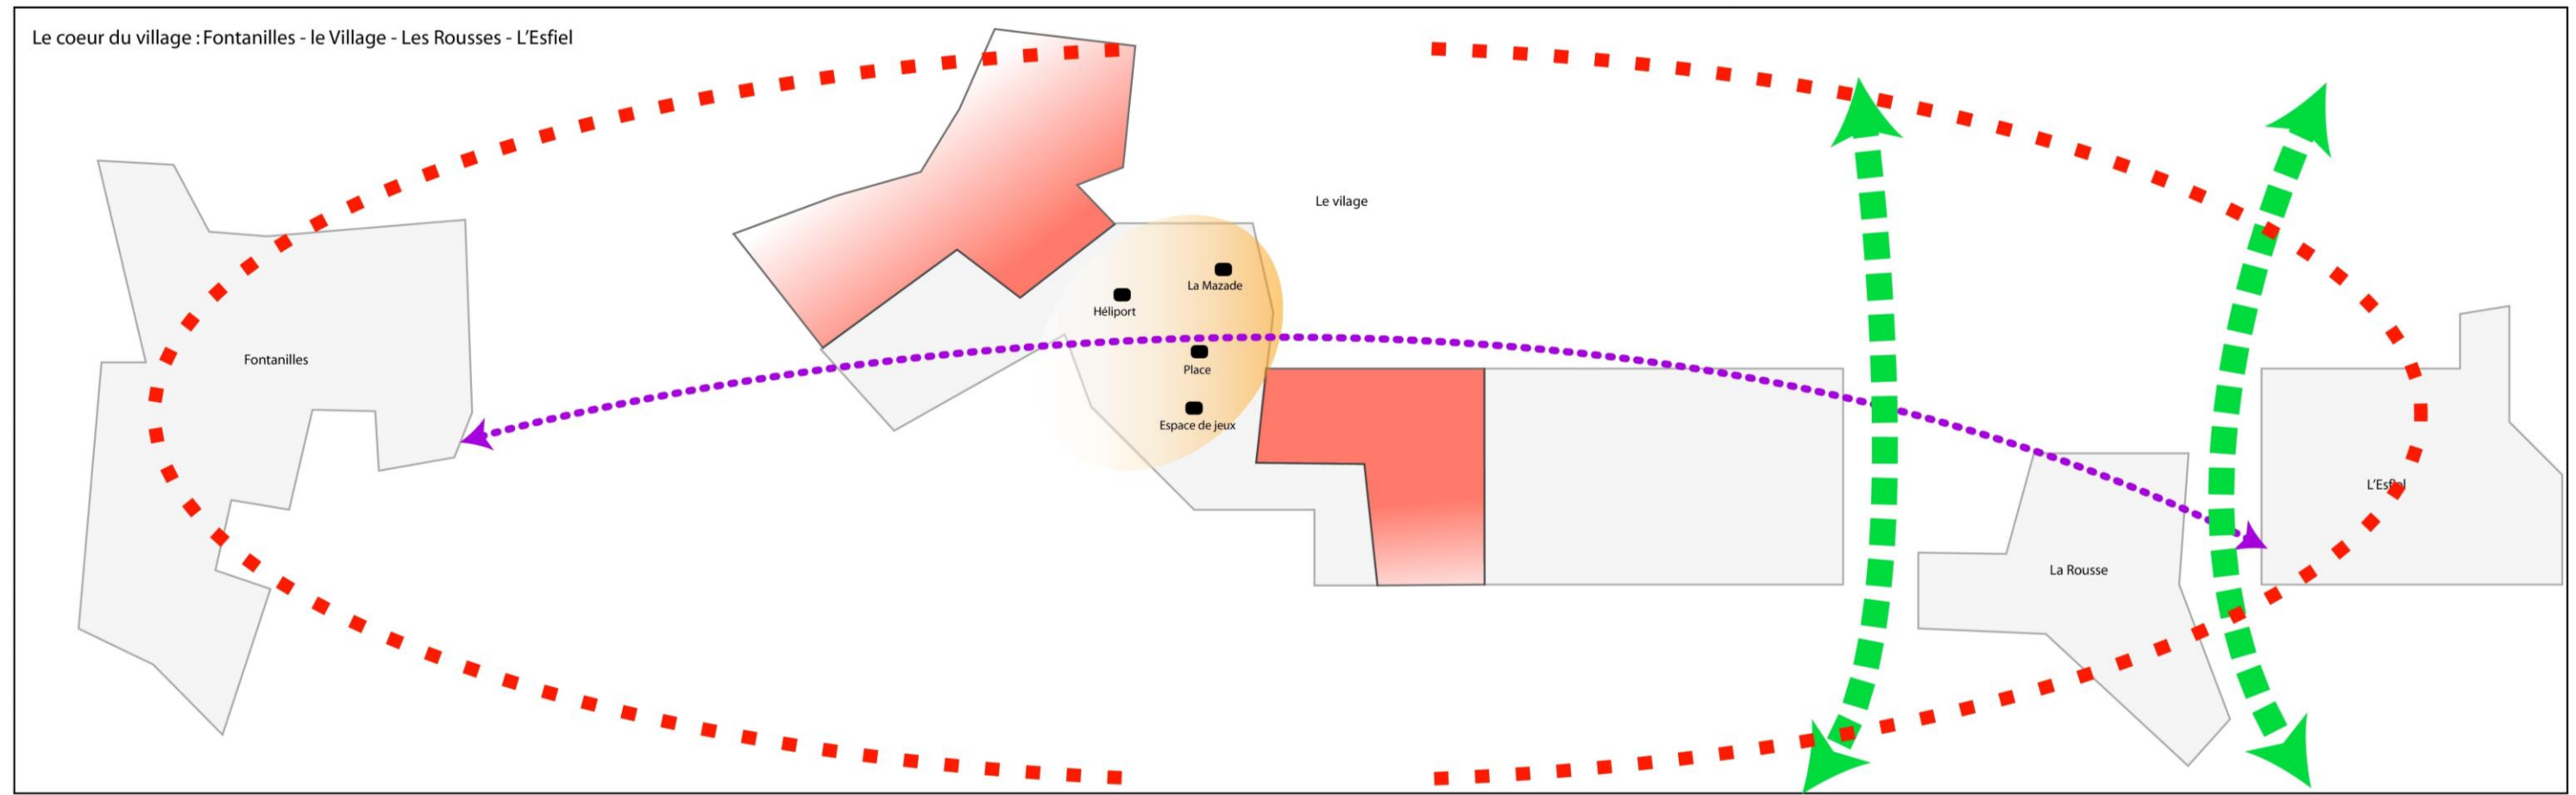 Le coeur du village : Fontanilles - le Village - Les Rousses - L'Esfiel
Le vilage
La Mazade
Héliport
Fontanilles
Place
Espace de jeux
L'Esfiel
La Rousse